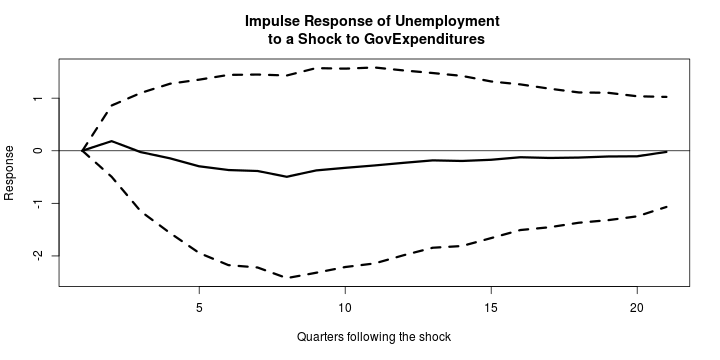 Impulse Response of Unemployment
to a Shock to GovExpenditures
Response
1
0
-1
-2
5 10 15 20
Quarters following the shock